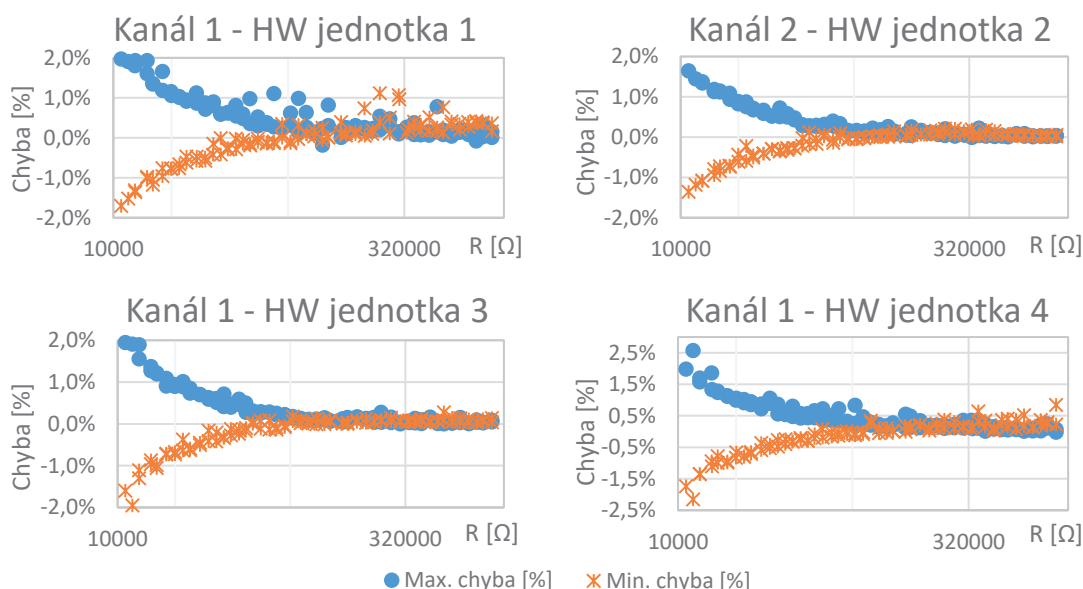 Kanál 1 - HW jednotka 1
2,0%
1,0%
0,0%
-1,0%
-2,0%
Chyba [%]
10000
320000
R [Ω]
Kanál 2 - HW jednotka 2
2,0%
1,0%
0,0%
-1,0%
-2,0%
Chyba [%]
10000
320000
R [Ω]
Kanál 1 - HW jednotka 3
2,0%
1,0%
0,0%
-1,0%
-2,0%
Chyba [%]
10000
320000
R [Ω]
Kanál 1 - HW jednotka 4
2,5%
1,5%
0,5%
-0,5%
-1,5%
-2,5%
Chyba [%]
10000
320000
R [Ω]
Max. chyba [%]
Min. chyba [%]